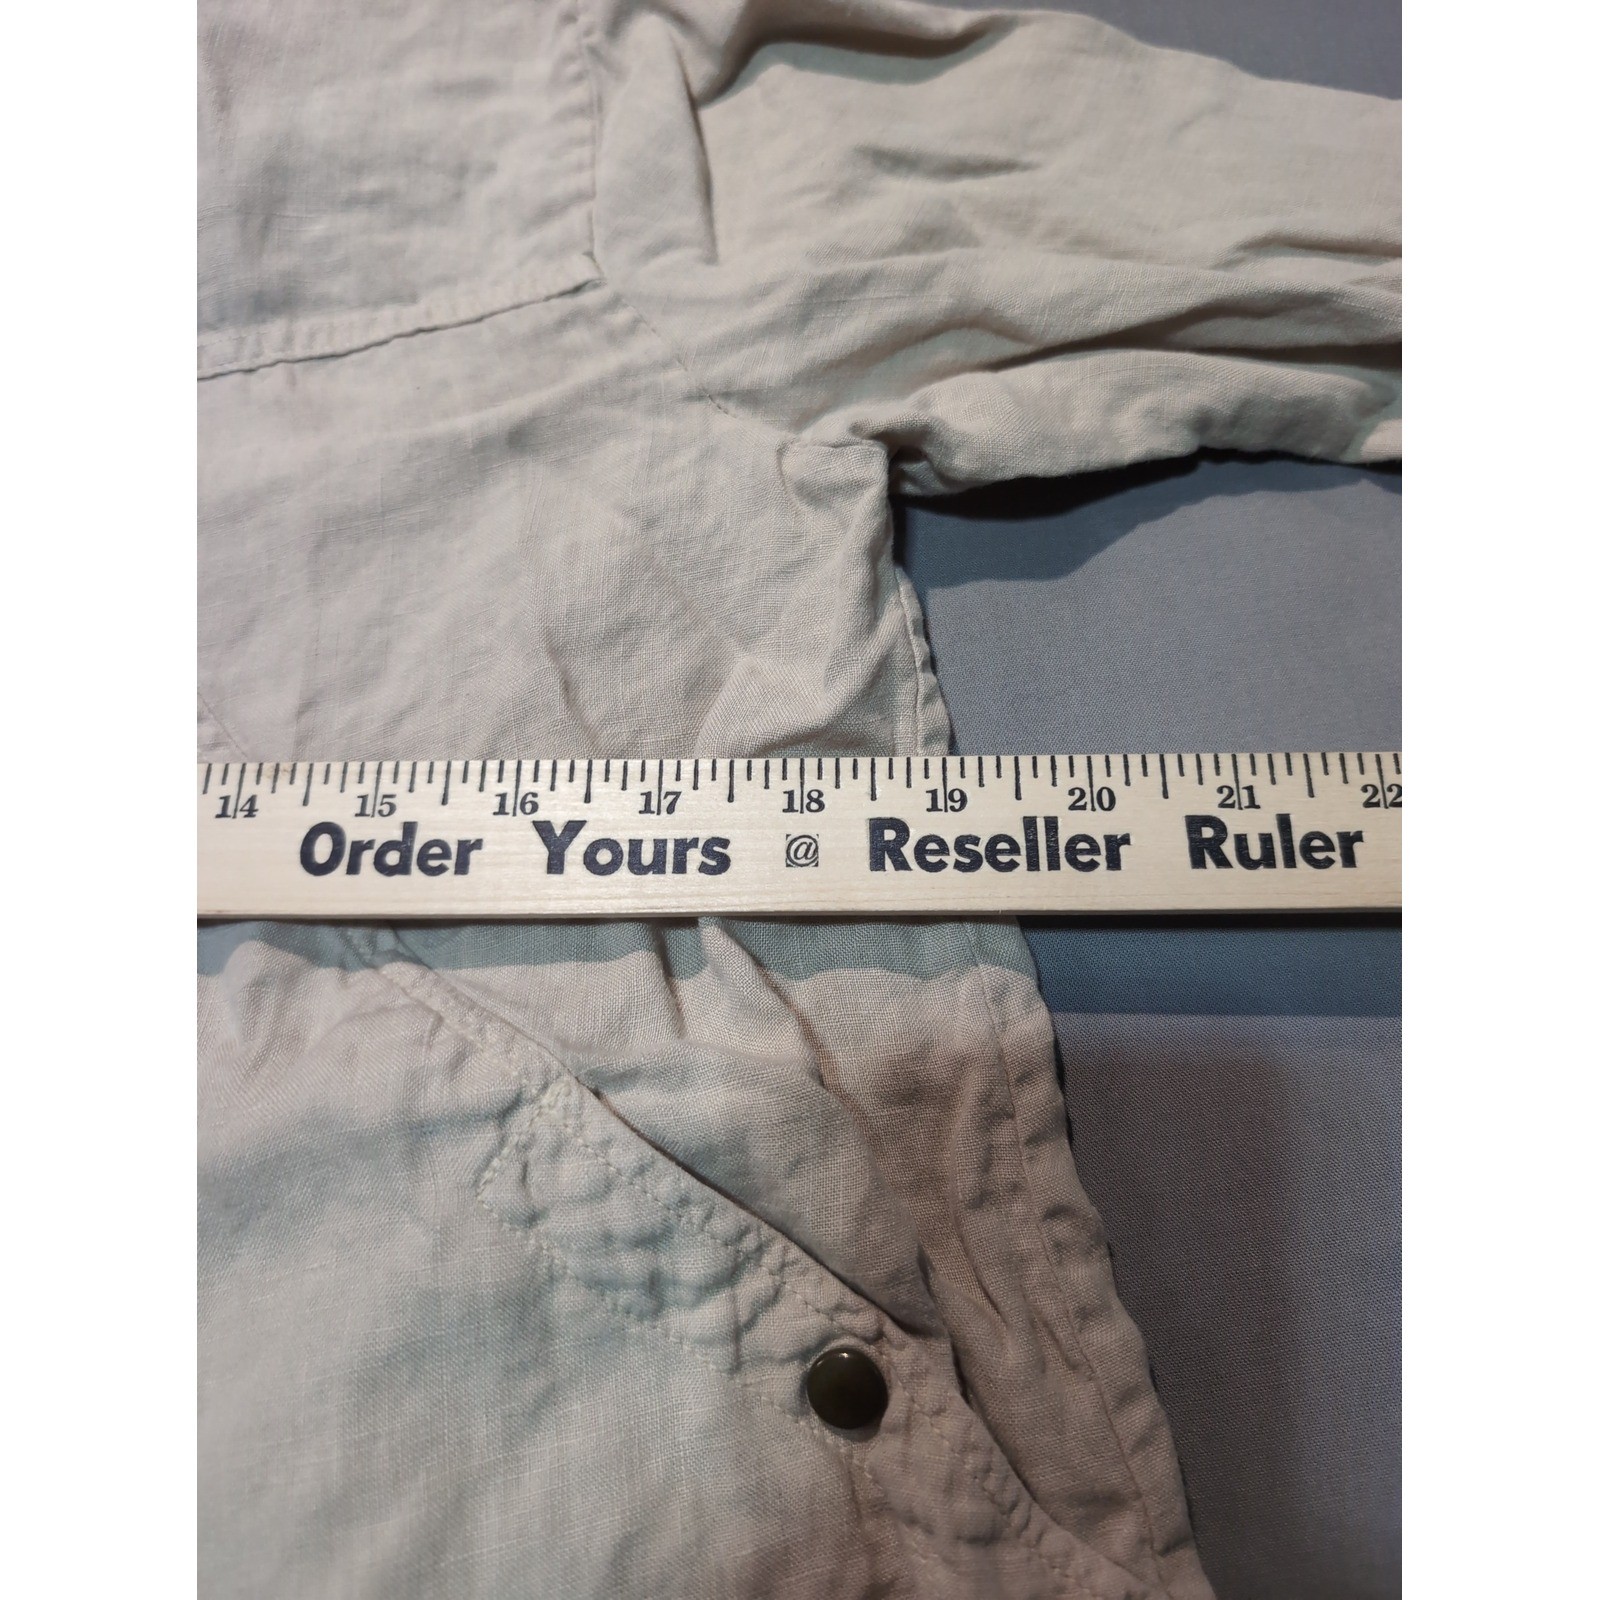 14 15 16 17 18 19 20 21 22
Order Yours @ Reseller Ruler